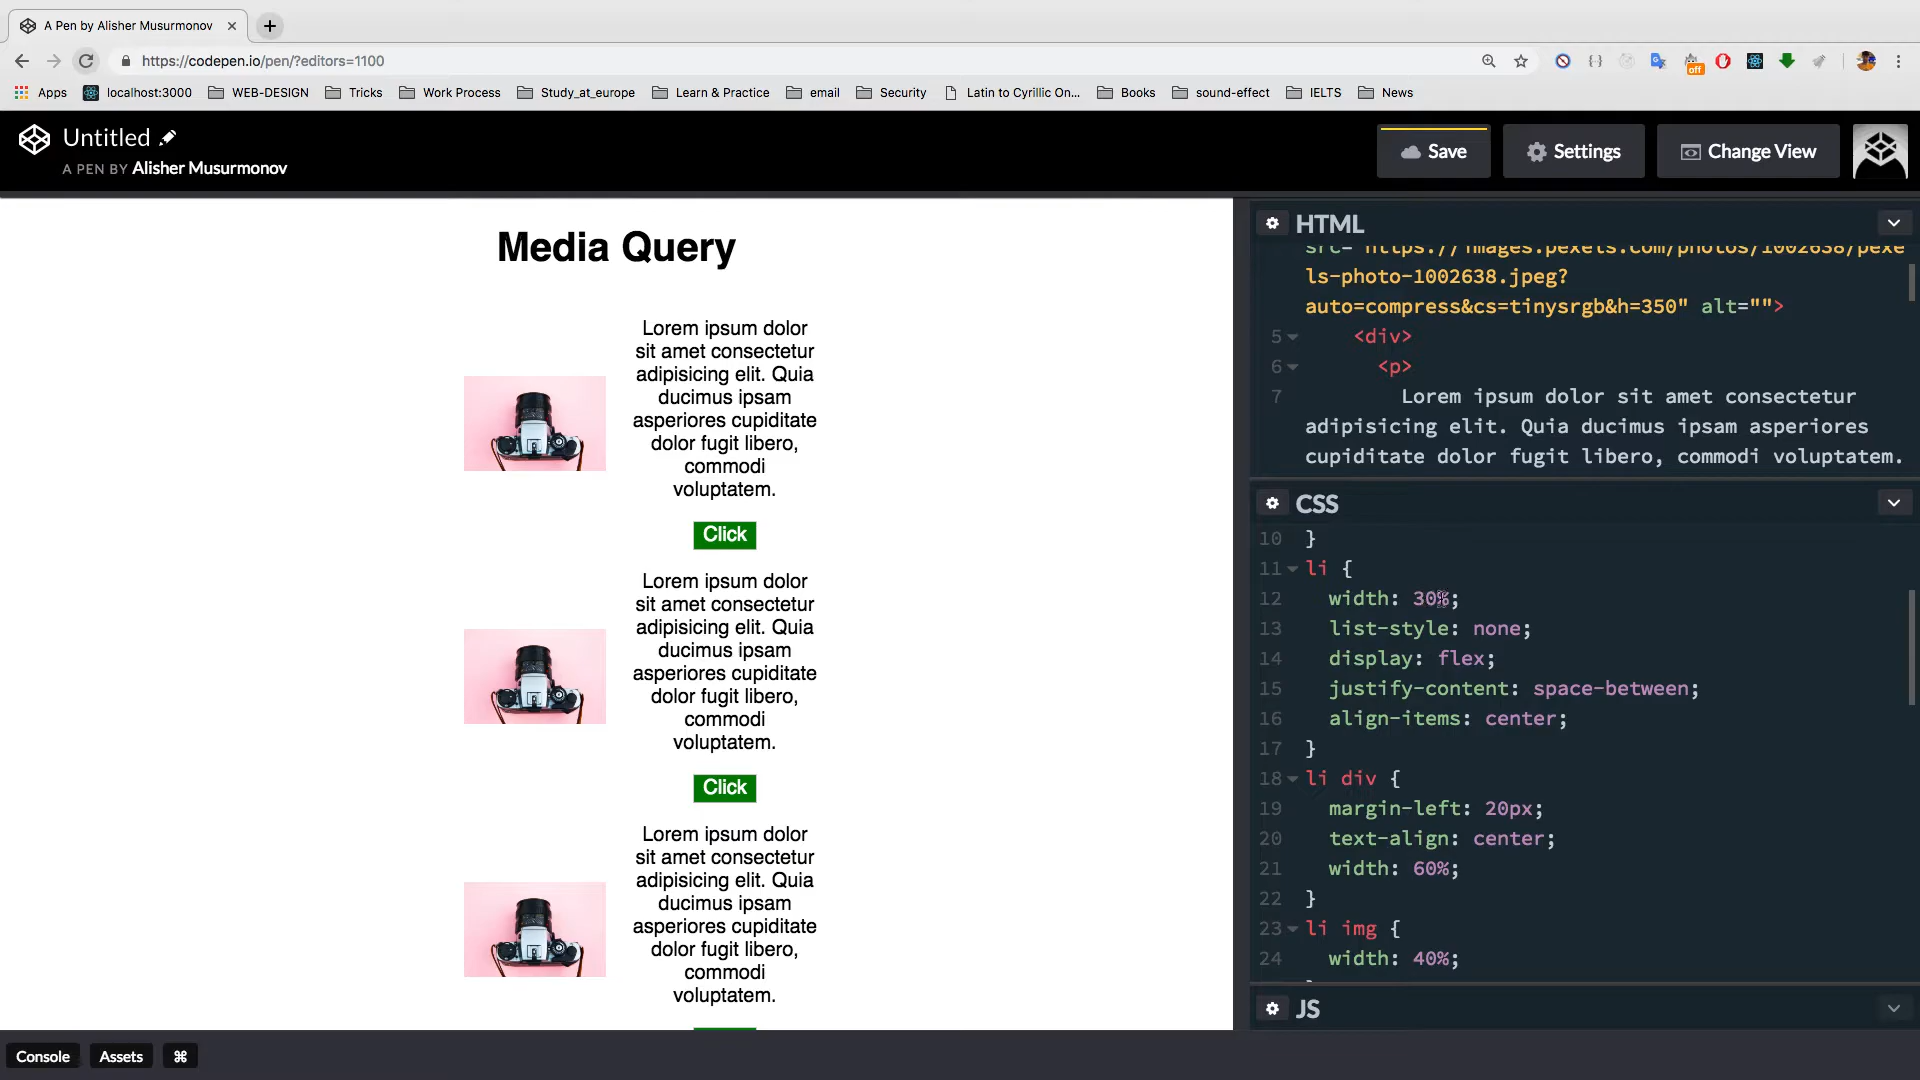 A Pen by Alisher Musurmonov
https://codepen.io/pen/?editors=1100
off
Apps localhost:3000 WEB-DESIGN Tricks Work Process Study_at_europe Learn & Practice email Security Latin to Cyrillic On... Books sound-effect IELTS News
Untitled
A PEN BY Alisher Musurmonov
Save Settings Change View
Media Query
Lorem ipsum dolor
sit amet consectetur
adipisicing elit. Quia
ducimus ipsam
asperiores cupiditate
dolor fugit libero,
commodi
voluptatem.
Click
Lorem ipsum dolor
sit amet consectetur
adipisicing elit. Quia
ducimus ipsam
asperiores cupiditate
dolor fugit libero,
commodi
voluptatem.
Click
Lorem ipsum dolor
sit amet consectetur
adipisicing elit. Quia
ducimus ipsam
asperiores cupiditate
dolor fugit libero,
commodi
voluptatem.
HTML
src="https://images.pexels.com/photos/1002638/pexe
ls-photo-1002638.jpeg?
auto=compress&cs=tinysrgb&h=350" alt="">
5 <div>
6 <p>
7 Lorem ipsum dolor sit amet consectetur
adipisicing elit. Quia ducimus ipsam asperiores
cupiditate dolor fugit libero, commodi voluptatem.
CSS
10 }
11 li {
12 width: 30%;
13 list-style: none;
14 display: flex;
15 justify-content: space-between;
16 align-items: center;
17 }
18 li div {
19 margin-left: 20px;
20 text-align: center;
21 width: 60%;
22 }
23 li img {
24 width: 40%;
JS
Console Assets ⌘